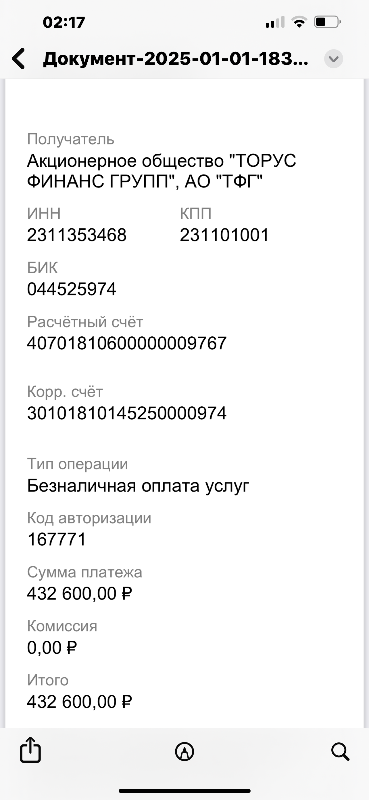 02:17
Документ-2025-01-01-183...
Получатель
Акционерное общество "ТОРУС
ФИНАНС ГРУПП", АО "ТФГ"
ИНН КПП
2311353468 231101001
БИК
044525974
Расчётный счёт
40701810600000009767
Корр. счёт
30101810145250000974
Тип операции
Безналичная оплата услуг
Код авторизации
167771
Сумма платежа
432 600,00 ₽
Комиссия
0,00 ₽
Итого
432 600,00 ₽